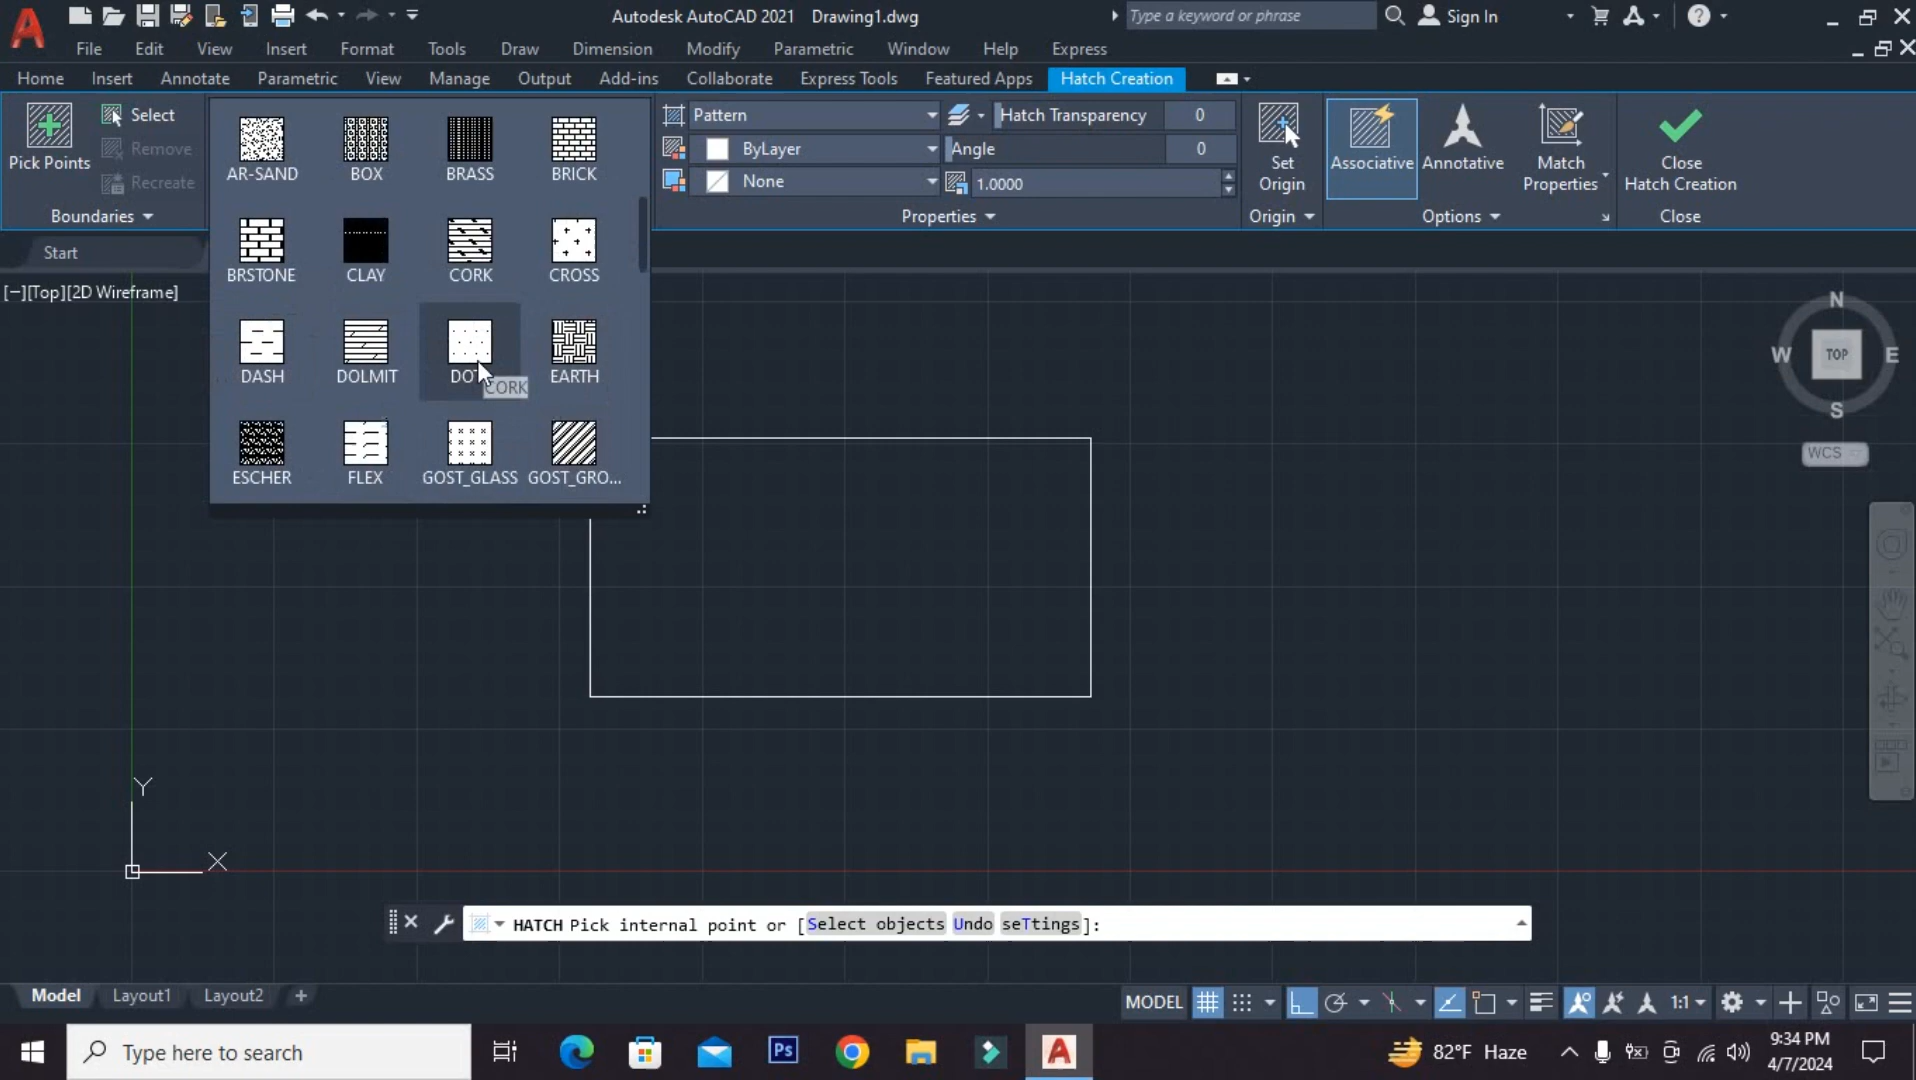 Autodesk AutoCAD 2021 Drawing1.dwg
Type a keyword or phrase
Sign In
File Edit View Insert Format Tools Draw Dimension Modify Parametric Window Help Express
Home Insert Annotate Parametric View Manage Output Add-ins Collaborate Express Tools Featured Apps Hatch Creation
Pick Points
Select
Remove
Recreate
Boundaries
AR-SAND BOX BRASS BRICK
BRSTONE CLAY CORK CROSS
DASH DOLMIT DOT EARTH
CORK
ESCHER FLEX GOST_GLASS GOST_GRO...
Pattern
ByLayer
None
Hatch Transparency 0
Angle 0
1.0000
Properties
Set Origin
Origin
Associative
Annotative
Match Properties
Options
Close Hatch Creation
Close
Start
[−][Top][2D Wireframe]
N
W TOP E
S
WCS
Y
X
HATCH Pick internal point or [Select objects Undo seTtings]:
Model Layout1 Layout2 +
MODEL 1:1
Type here to search
Ps
82°F Haze
9:34 PM
4/7/2024